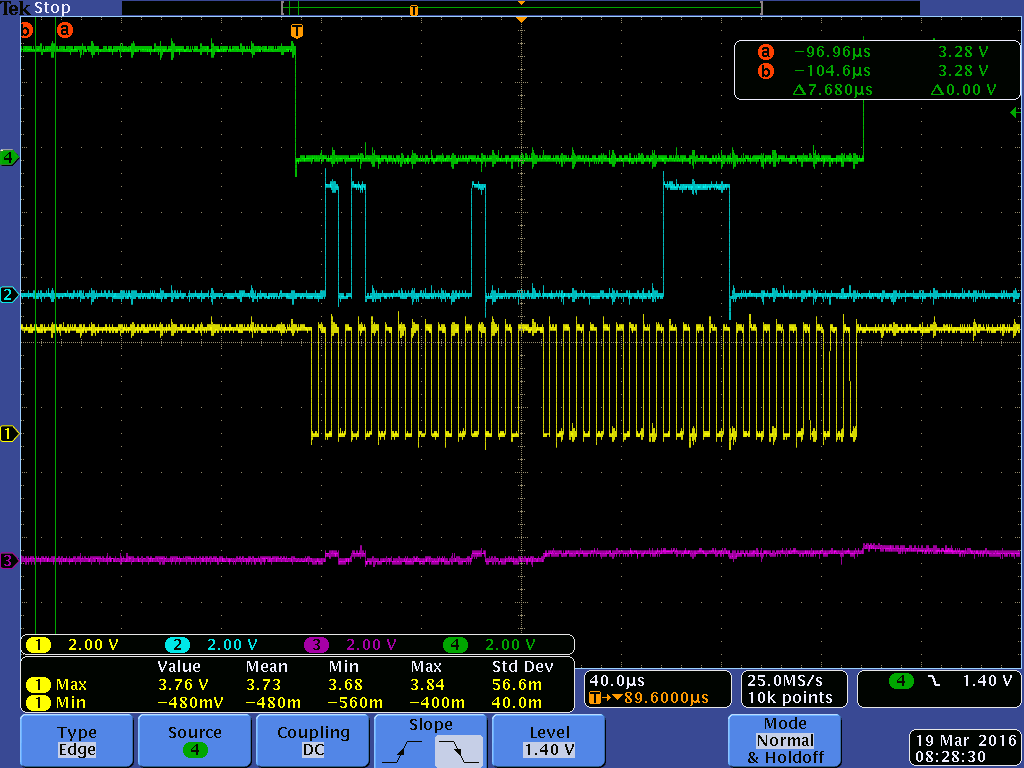 Tek Stop
T
b a T
a −96.96µs 3.28 V
b −104.6µs 3.28 V
Δ7.680µs Δ0.00 V
4
2
1
3
1 2.00 V 2 2.00 V 3 2.00 V 4 2.00 V
Value Mean Min Max Std Dev
1 Max 3.76 V 3.73 3.68 3.84 56.6m
1 Min −480mV −480m −560m −400m 40.0m
40.0µs
T→▼89.6000µs
25.0MS/s
10k points
4 1.40 V
Type
Edge
Source
4
Coupling
DC
Slope
Level
1.40 V
Mode
Normal
& Holdoff
19 Mar 2016
08:28:30